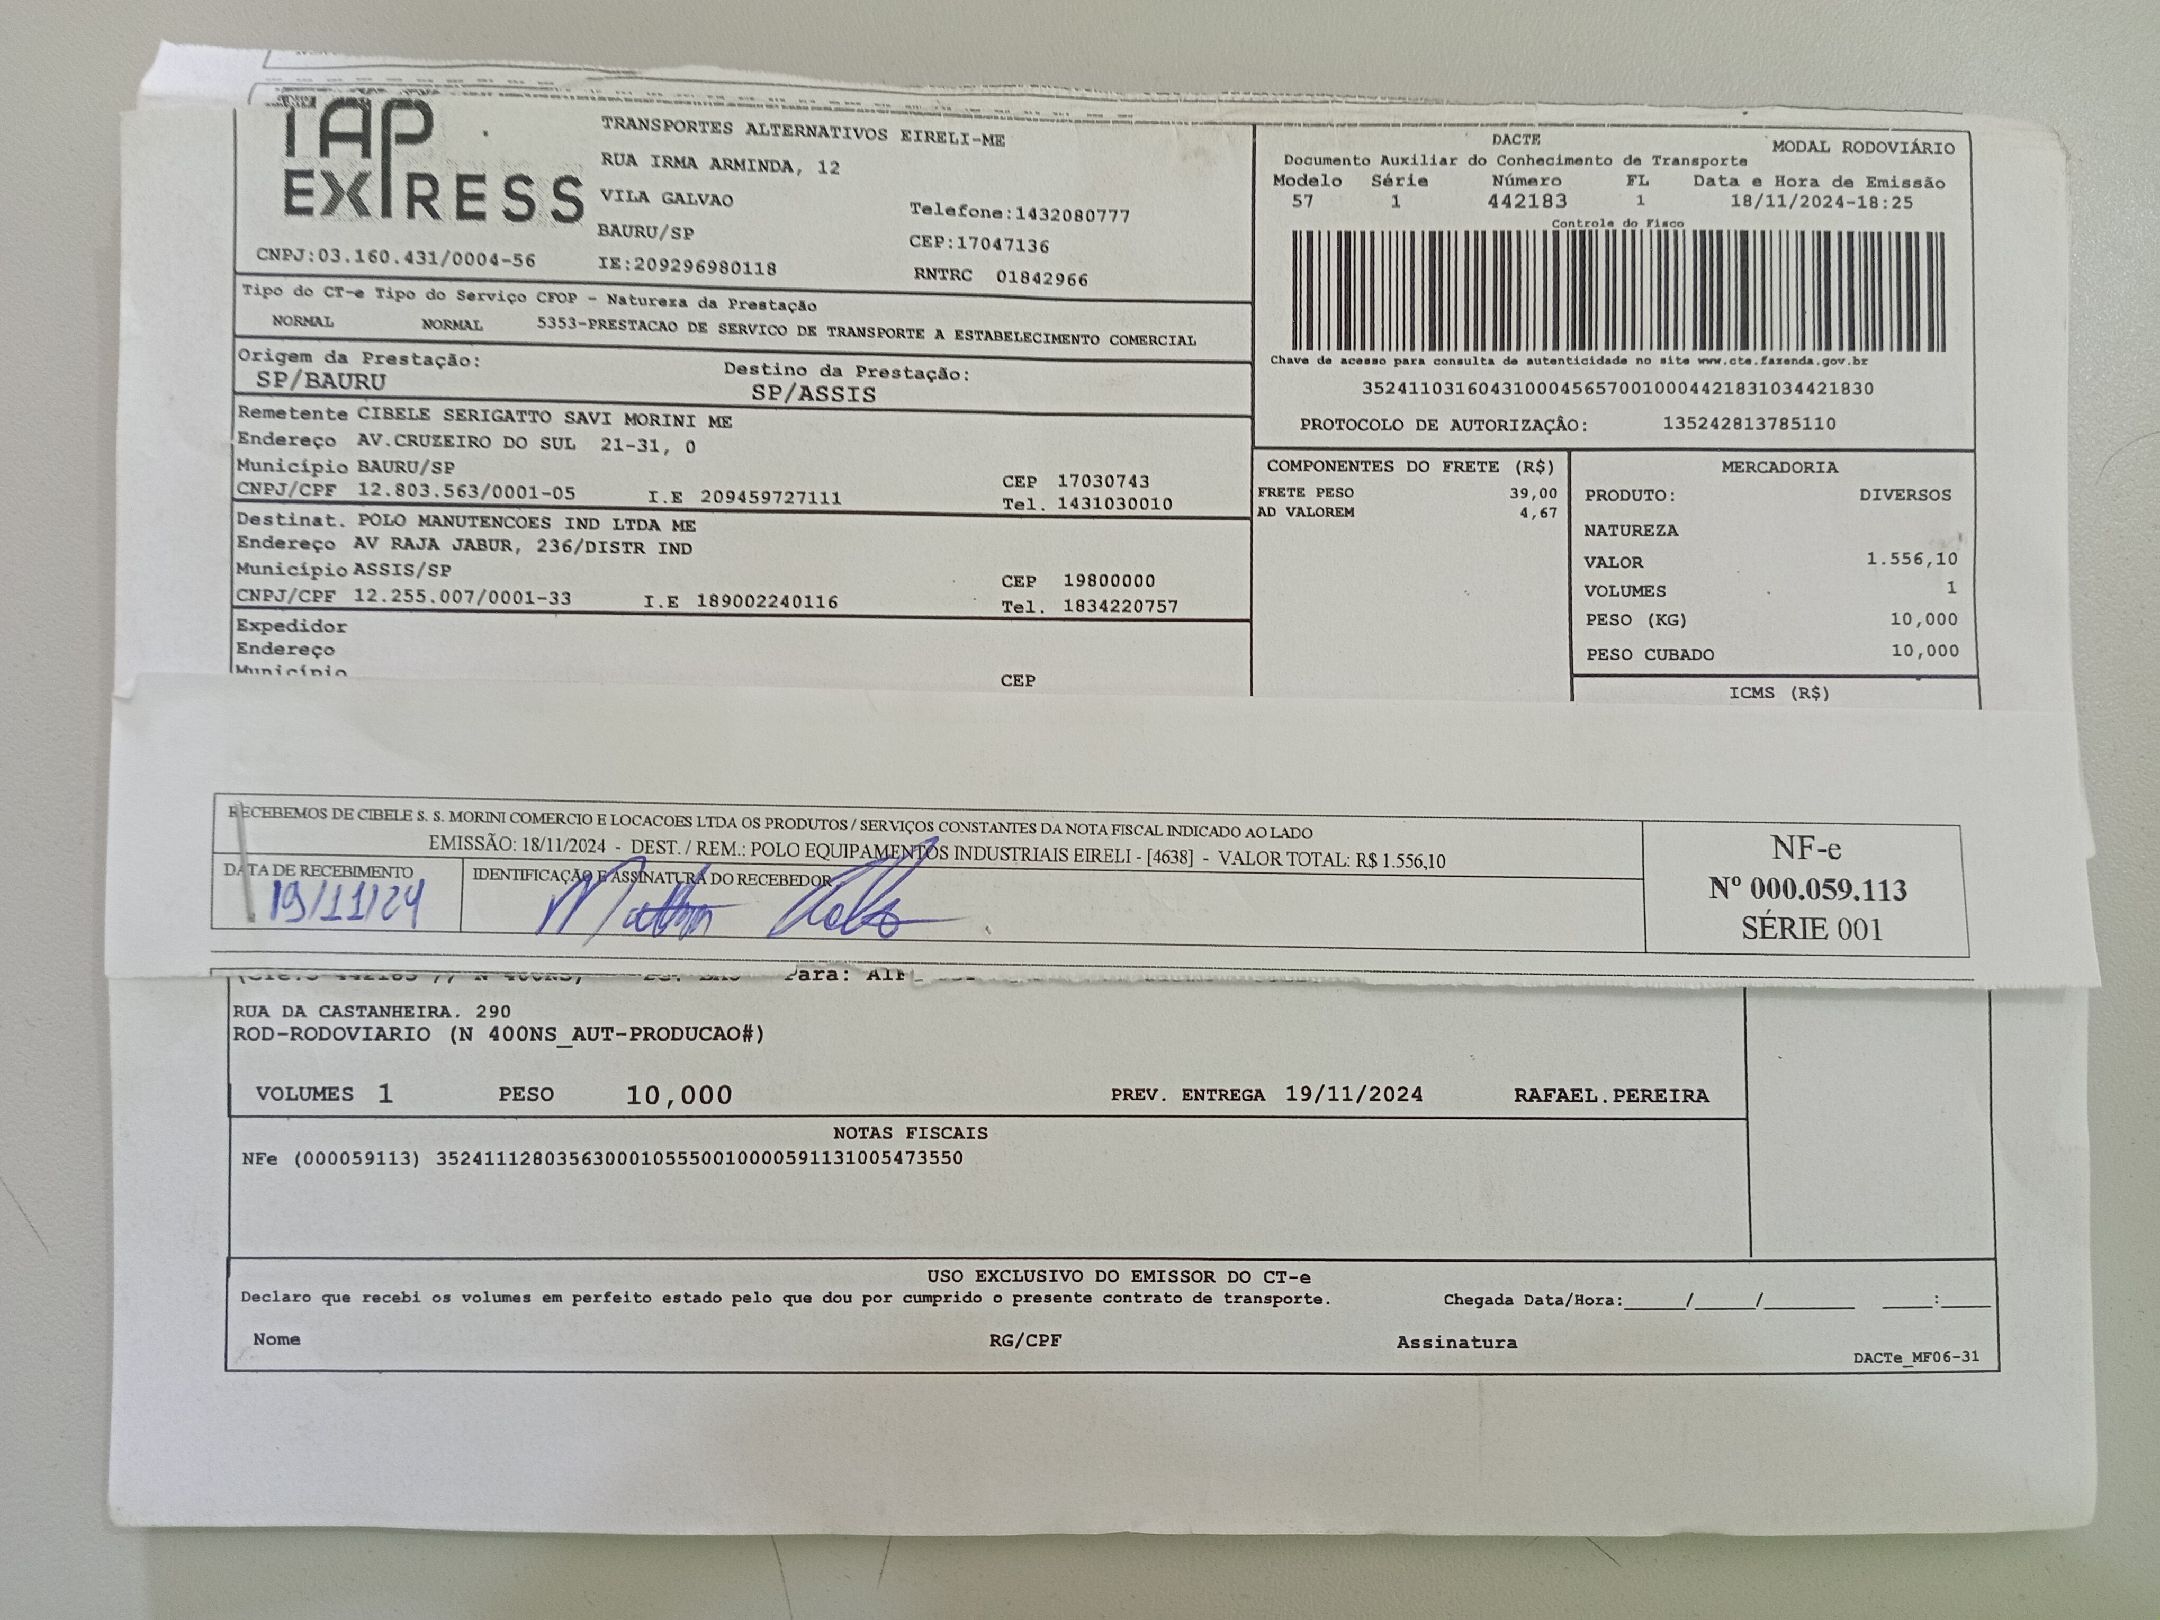 TAP
EXPRESS
TRANSPORTES ALTERNATIVOS EIRELI-ME
RUA IRMA ARMINDA, 12
VILA GALVAO
Telefone:1432080777
BAURU/SP
CEP:17047136
CNPJ:03.160.431/0004-56
IE:209296980118
RNTRC 01842966
Tipo do CT-e Tipo do Serviço CFOP - Natureza da Prestação
NORMAL NORMAL 5353-PRESTACAO DE SERVICO DE TRANSPORTE A ESTABELECIMENTO COMERCIAL
Origem da Prestação: Destino da Prestação:
SP/BAURU SP/ASSIS
Remetente CIBELE SERIGATTO SAVI MORINI ME
Endereço AV.CRUZEIRO DO SUL 21-31, 0
Município BAURU/SP CEP 17030743
CNPJ/CPF 12.803.563/0001-05 I.E 209459727111 Tel. 1431030010
Destinat. POLO MANUTENCOES IND LTDA ME
Endereço AV RAJA JABUR, 236/DISTR IND
Município ASSIS/SP CEP 19800000
CNPJ/CPF 12.255.007/0001-33 I.E 189002240116 Tel. 1834220757
Expedidor
Endereço
Município CEP
DACTE MODAL RODOVIÁRIO
Documento Auxiliar do Conhecimento de Transporte
Modelo Série Número FL Data e Hora de Emissão
57 1 442183 1 18/11/2024-18:25
Controle do Fisco
Chave de acesso para consulta de autenticidade no site www.cte.fazenda.gov.br
35241103160431000456570010004421831034421830
PROTOCOLO DE AUTORIZAÇÂO: 135242813785110
COMPONENTES DO FRETE (R$)
FRETE PESO 39,00
AD VALOREM 4,67
MERCADORIA
PRODUTO: DIVERSOS
NATUREZA
VALOR 1.556,10
VOLUMES 1
PESO (KG) 10,000
PESO CUBADO 10,000
ICMS (R$)
RECEBEMOS DE CIBELE S. S. MORINI COMERCIO E LOCACOES LTDA OS PRODUTOS / SERVIÇOS CONSTANTES DA NOTA FISCAL INDICADO AO LADO
EMISSÃO: 18/11/2024 - DEST. / REM.: POLO EQUIPAMENTOS INDUSTRIAIS EIRELI - [4638] - VALOR TOTAL: R$ 1.556,10
DATA DE RECEBIMENTO IDENTIFICAÇÃO E ASSINATURA DO RECEBEDOR
19/11/24
NF-e
Nº 000.059.113
SÉRIE 001
Para:
RUA DA CASTANHEIRA. 290
ROD-RODOVIARIO (N 400NS_AUT-PRODUCAO#)
VOLUMES 1 PESO 10,000 PREV. ENTREGA 19/11/2024 RAFAEL.PEREIRA
NOTAS FISCAIS
NFe (000059113) 35241112803563000105550010000591131005473550
USO EXCLUSIVO DO EMISSOR DO CT-e
Declaro que recebi os volumes em perfeito estado pelo que dou por cumprido o presente contrato de transporte. Chegada Data/Hora:_____/_____/________ ____:____
Nome RG/CPF Assinatura
DACTe_MF06-31